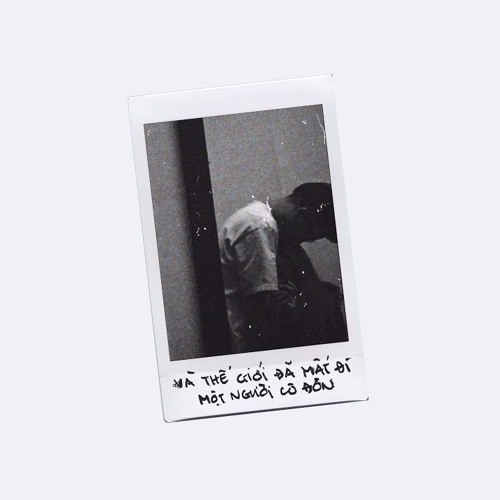 VÀ THẾ GIỚI ĐÃ MẤT ĐI
MỘT NGƯỜI CÔ ĐƠN